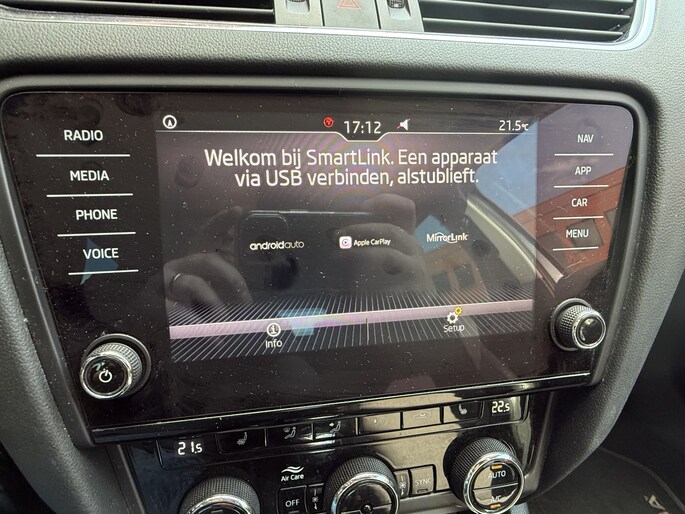 17:12
21.5°C
RADIO
MEDIA
PHONE
VOICE
Welkom bij SmartLink. Een apparaat
via USB verbinden, alstublieft.
androidauto
Apple CarPlay
MirrorLink
Info
Setup
NAV
APP
CAR
MENU
21.5
22.5
Air Care
OFF
SYNC
AUTO
A/C